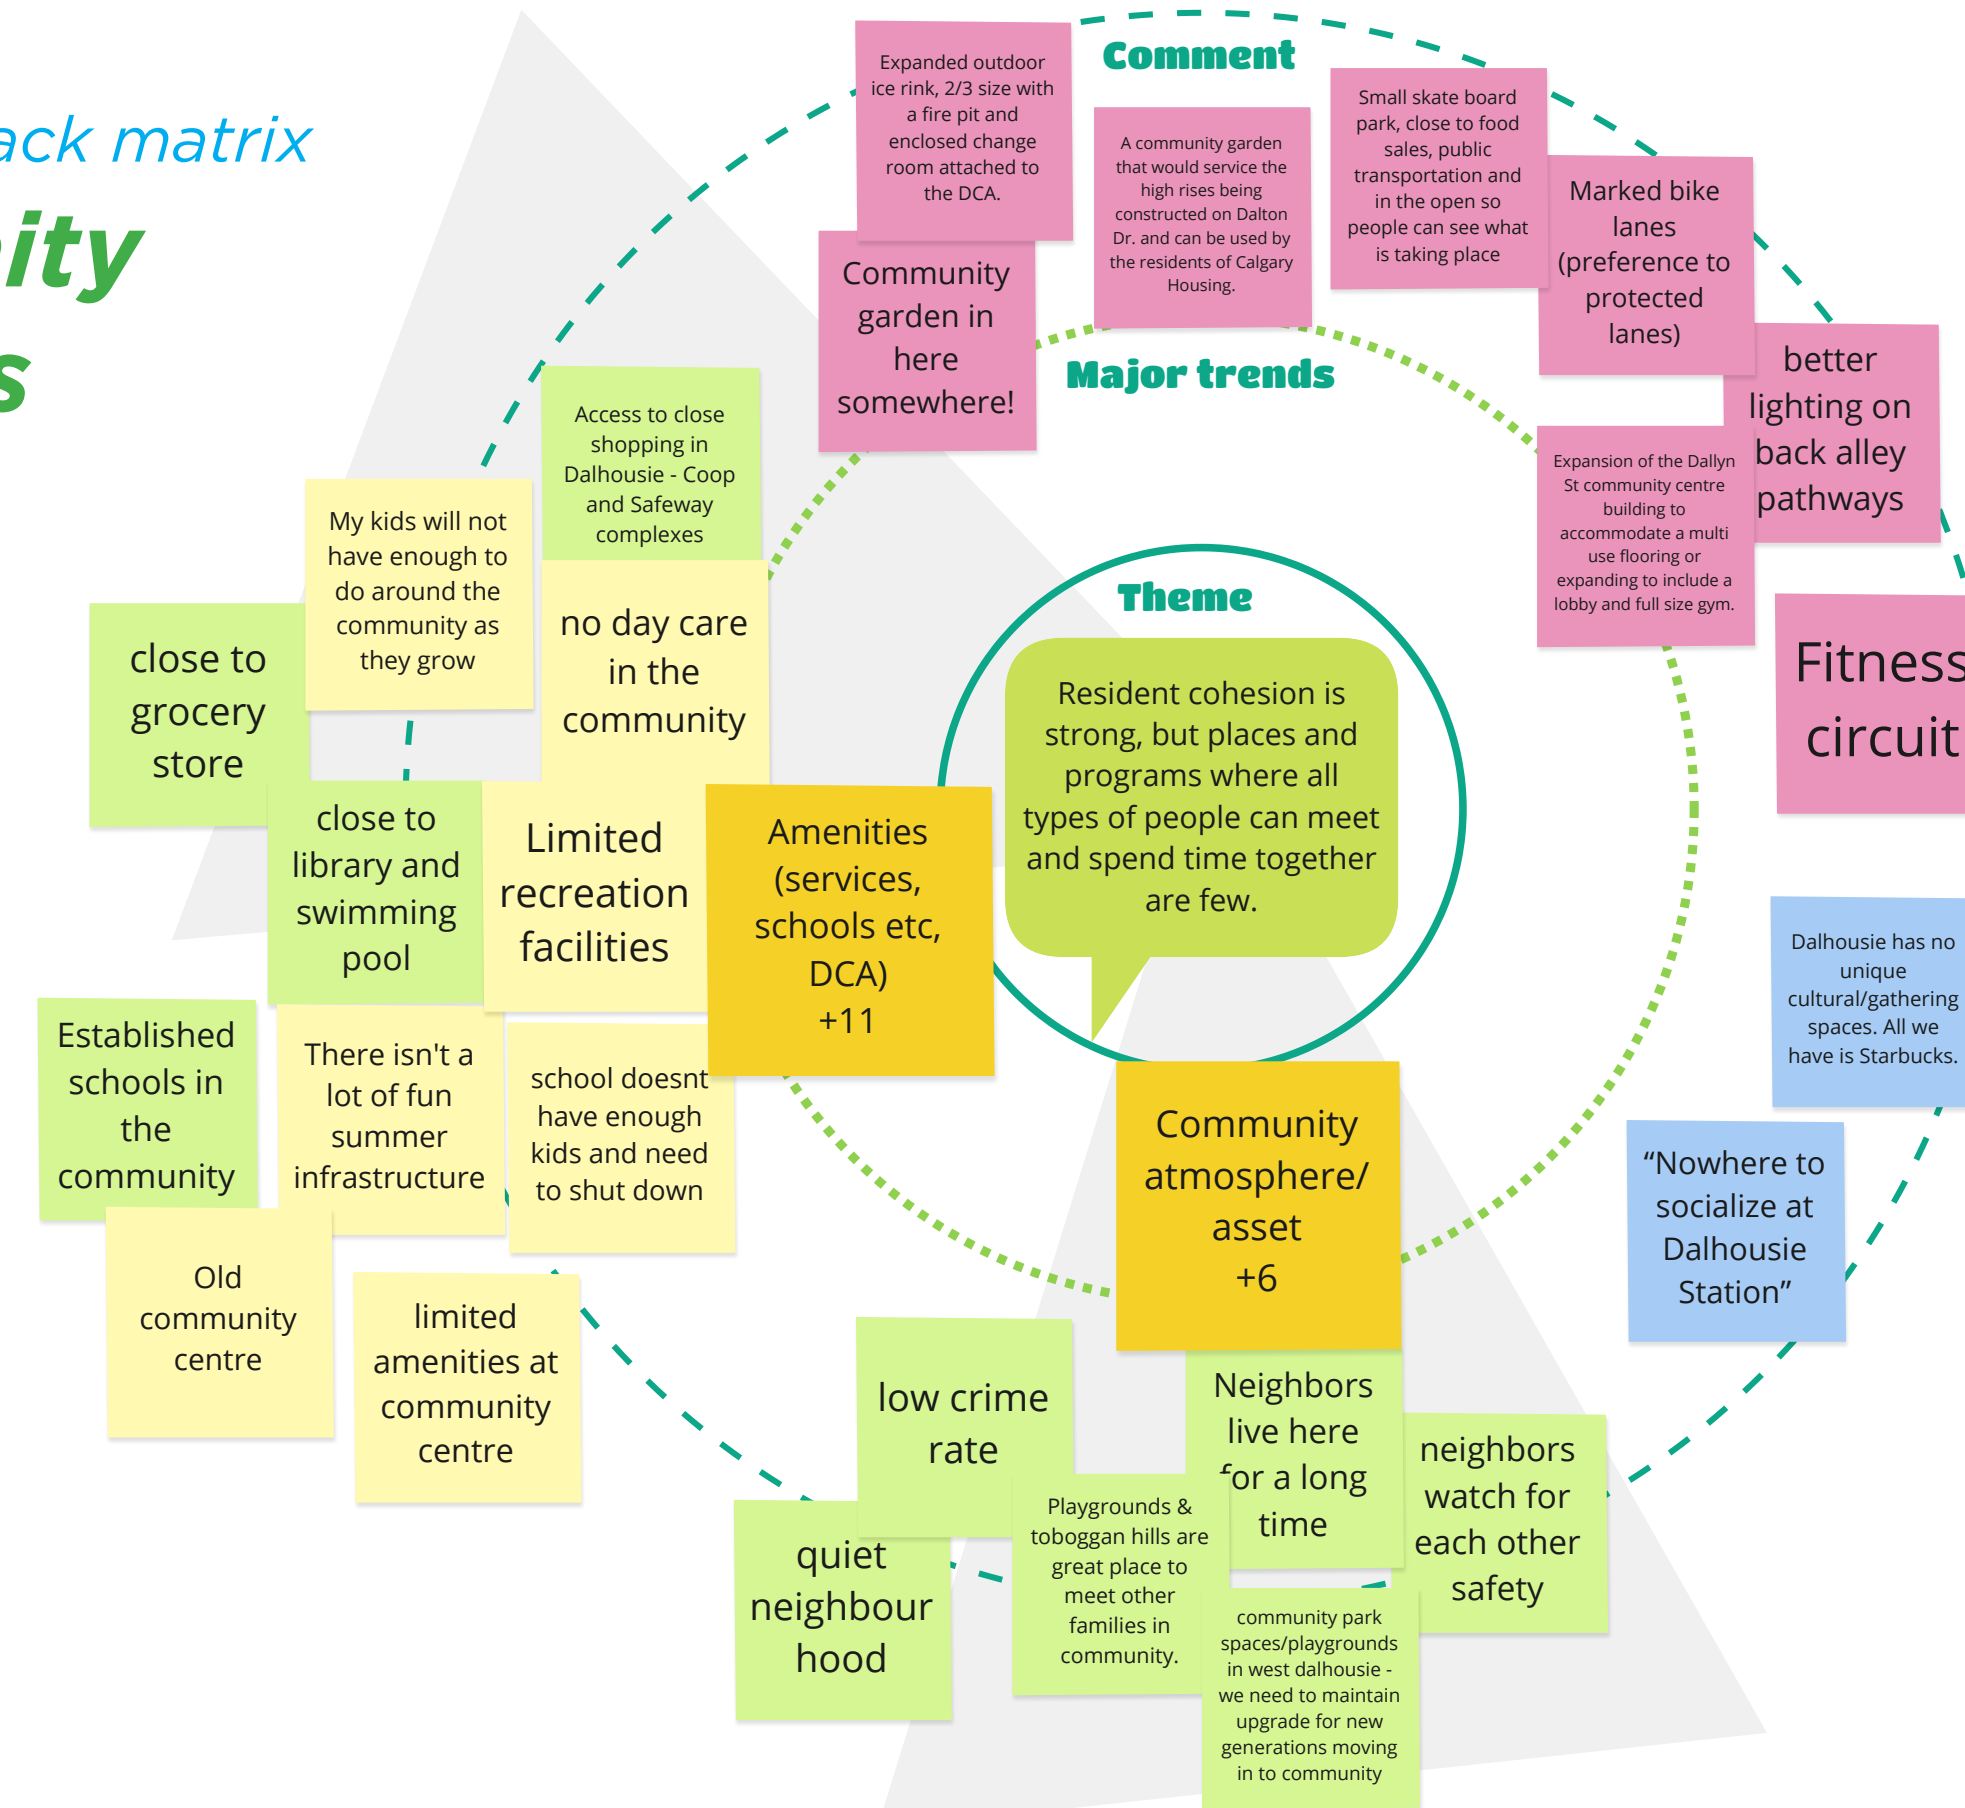 ack matrix
ity
s
Comment
Expanded outdoor
ice rink, 2/3 size with
a fire pit and
enclosed change
room attached to
the DCA.
A community garden
that would service the
high rises being
constructed on Dalton
Dr. and can be used by
the residents of Calgary
Housing.
Small skate board
park, close to food
sales, public
transportation and
in the open so
people can see what
is taking place
Marked bike
lanes
(preference to
protected
lanes)
Community
garden in
here
somewhere!
better
lighting on
back alley
pathways
Major trends
Expansion of the Dallyn
St community centre
building to
accommodate a multi
use flooring or
expanding to include a
lobby and full size gym.
Fitness
circuit
Access to close
shopping in
Dalhousie - Coop
and Safeway
complexes
My kids will not
have enough to
do around the
community as
they grow
no day care
in the
community
close to
grocery
store
close to
library and
swimming
pool
Limited
recreation
facilities
Amenities
(services,
schools etc,
DCA)
+11
Theme
Resident cohesion is
strong, but places and
programs where all
types of people can meet
and spend time together
are few.
Dalhousie has no
unique
cultural/gathering
spaces. All we
have is Starbucks.
“Nowhere to
socialize at
Dalhousie
Station”
Established
schools in
the
community
There isn't a
lot of fun
summer
infrastructure
school doesnt
have enough
kids and need
to shut down
Old
community
centre
limited
amenities at
community
centre
Community
atmosphere/
asset
+6
low crime
rate
Neighbors
live here
for a long
time
neighbors
watch for
each other
safety
quiet
neighbour
hood
Playgrounds &
toboggan hills are
great place to
meet other
families in
community.
community park
spaces/playgrounds
in west dalhousie -
we need to maintain
upgrade for new
generations moving
in to community